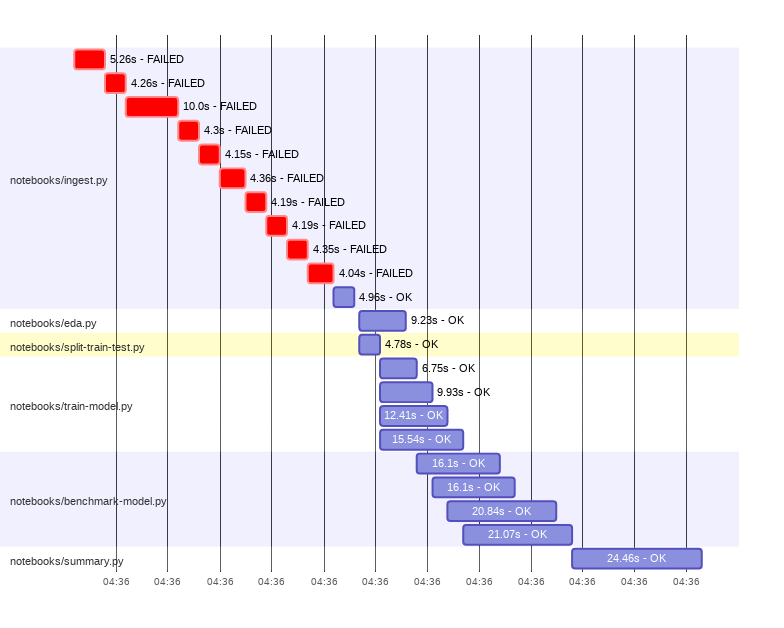 5.26s - FAILED
4.26s - FAILED
10.0s - FAILED
4.3s - FAILED
4.15s - FAILED
notebooks/ingest.py
4.36s - FAILED
4.19s - FAILED
4.19s - FAILED
4.35s - FAILED
4.04s - FAILED
4.96s - OK
notebooks/eda.py
9.23s - OK
notebooks/split-train-test.py
4.78s - OK
6.75s - OK
9.93s - OK
notebooks/train-model.py
12.41s - OK
15.54s - OK
16.1s - OK
16.1s - OK
notebooks/benchmark-model.py
20.84s - OK
21.07s - OK
notebooks/summary.py
24.46s - OK
04:36 04:36 04:36 04:36 04:36 04:36 04:36 04:36 04:36 04:36 04:36 04:36